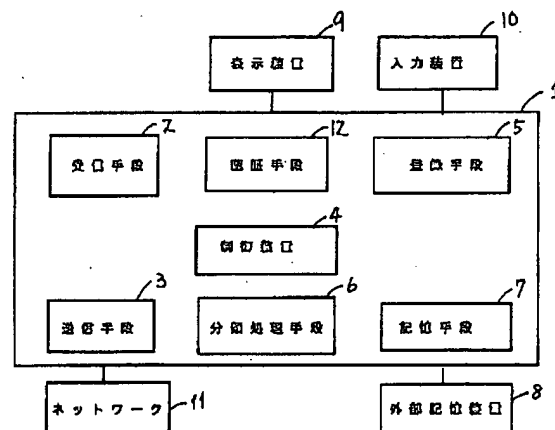 9
10
表示装置
入力装置
1
2
12
5
受信手段
認証手段
登録手段
4
制御装置
3
6
7
送信手段
分割処理手段
記憶手段
ネットワーク
11
外部記憶装置
8